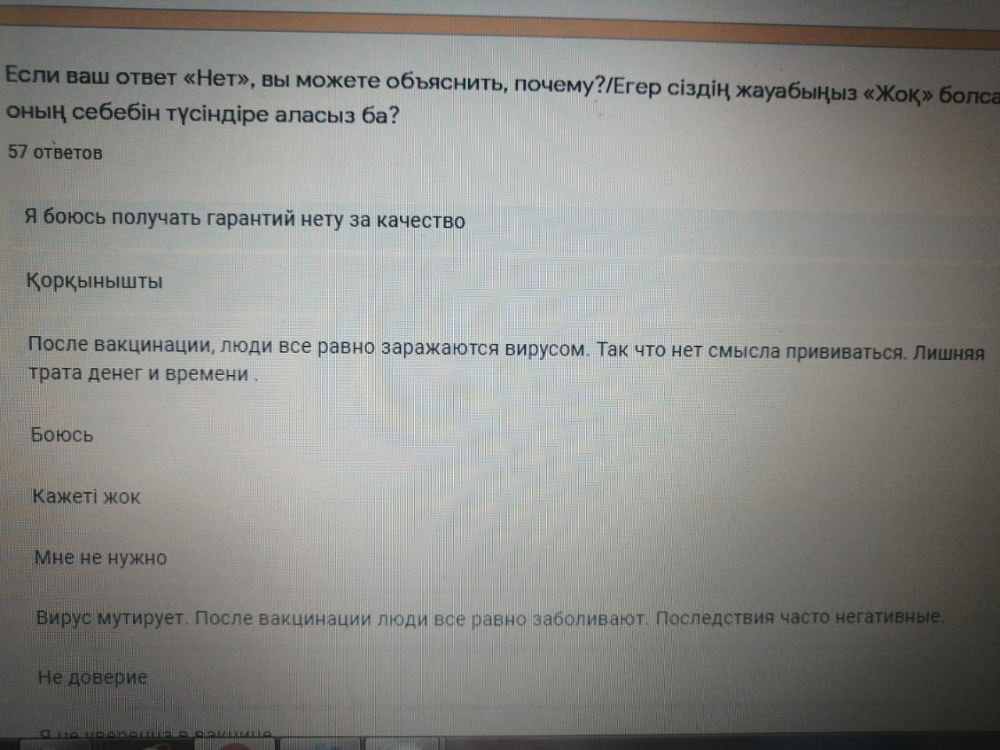 Если ваш ответ «Нет», вы можете объяснить, почему?/Егер сіздің жауабыңыз «Жоқ» болса
оның себебін түсіндіре аласыз ба?
57 ответов
Я боюсь получать гарантий нету за качество
Қорқынышты
После вакцинации, люди все равно заражаются вирусом. Так что нет смысла прививаться. Лишняя
трата денег и времени .
Боюсь
Кажеті жок
Мне не нужно
Вирус мутирует. После вакцинации люди все равно заболивают. Последствия часто негативные.
Не доверие
Я не уверенна в вакцине